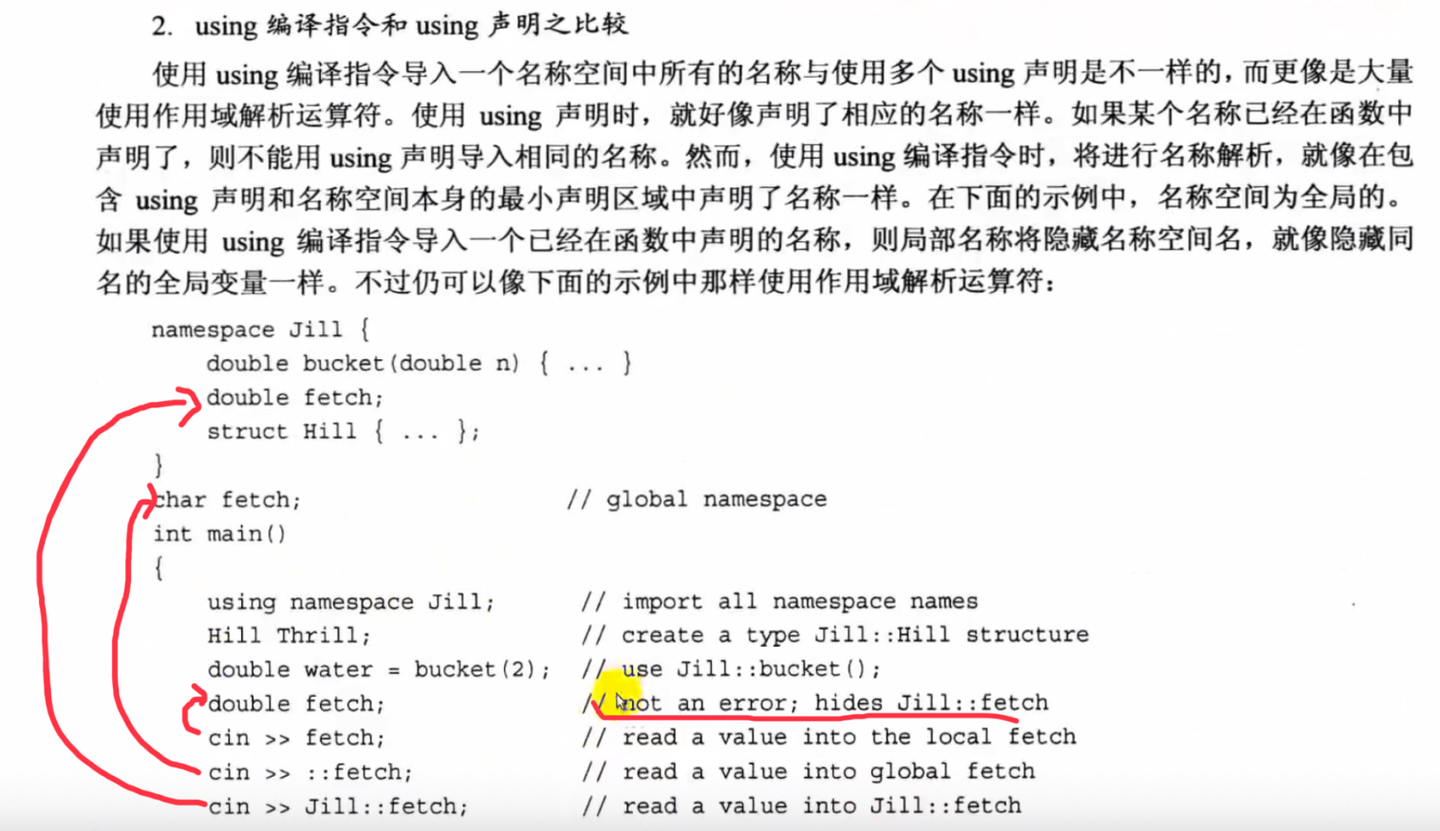 2. using 编译指令和 using 声明之比较
使用 using 编译指令导入一个名称空间中所有的名称与使用多个 using 声明是不一样的，而更像是大量
使用作用域解析运算符。使用 using 声明时，就好像声明了相应的名称一样。如果某个名称已经在函数中
声明了，则不能用 using 声明导入相同的名称。然而，使用 using 编译指令时，将进行名称解析，就像在包
含 using 声明和名称空间本身的最小声明区域中声明了名称一样。在下面的示例中，名称空间为全局的。
如果使用 using 编译指令导入一个已经在函数中声明的名称，则局部名称将隐藏名称空间名，就像隐藏同
名的全局变量一样。不过仍可以像下面的示例中那样使用作用域解析运算符：
namespace Jill {
double bucket(double n) { ... }
double fetch;
struct Hill { ... };
}
char fetch; // global namespace
int main()
{
using namespace Jill; // import all namespace names
Hill Thrill; // create a type Jill::Hill structure
double water = bucket(2); // use Jill::bucket();
double fetch; // not an error; hides Jill::fetch
cin >> fetch; // read a value into the local fetch
cin >> ::fetch; // read a value into global fetch
cin >> Jill::fetch; // read a value into Jill::fetch